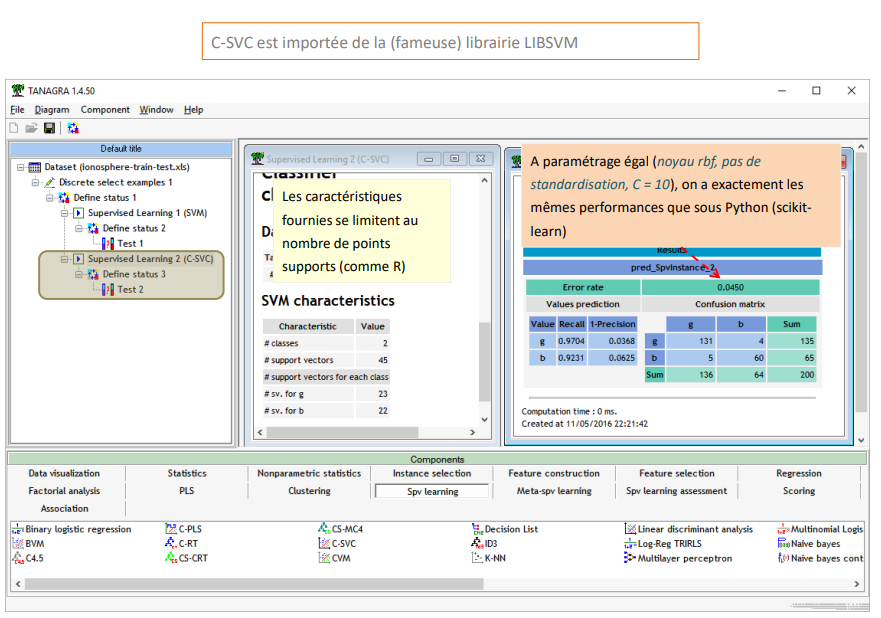 C-SVC est importée de la (fameuse) librairie LIBSVM
TANAGRA 1.4.50
File Diagram Component Window Help
Default title
Dataset (ionosphere-train-test.xls)
Discrete select examples 1
Define status 1
Supervised Learning 1 (SVM)
Define status 2
Test 1
Supervised Learning 2 (C-SVC)
Define status 3
Test 2
Supervised Learning 2 (C-SVC)
Classifier
Les caractéristiques
fournies se limitent au
nombre de points
supports (comme R)
SVM characteristics
Characteristic Value
# classes 2
# support vectors 45
# support vectors for each class
# sv. for g 23
# sv. for b 22
A paramétrage égal (noyau rbf, pas de
standardisation, C = 10), on a exactement les
mêmes performances que sous Python (scikit-
learn)
Results
pred_SpvInstance_2
Error rate 0.0450
Values prediction Confusion matrix
Value Recall 1-Precision g b Sum
g 0.9704 0.0368 g 131 4 135
b 0.9231 0.0625 b 5 60 65
Sum 136 64 200
Computation time : 0 ms.
Created at 11/05/2016 22:21:42
Components
Data visualization Statistics Nonparametric statistics Instance selection Feature construction Feature selection Regression
Factorial analysis PLS Clustering Spv learning Meta-spv learning Spv learning assessment Scoring
Association
Binary logistic regression C-PLS CS-MC4 Decision List Linear discriminant analysis Multinomial Logis
BVM C-RT C-SVC ID3 Log-Reg TRIRLS Naive bayes
C4.5 CS-CRT CVM K-NN Multilayer perceptron Naive bayes cont